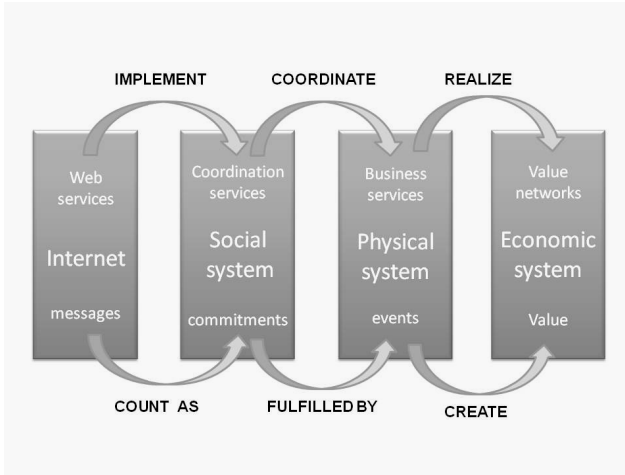 IMPLEMENT
COORDINATE
REALIZE
Web
services
Internet
messages
Coordination
services
Social
system
commitments
Business
services
Physical
system
events
Value
networks
Economic
system
Value
COUNT AS
FULFILLED BY
CREATE